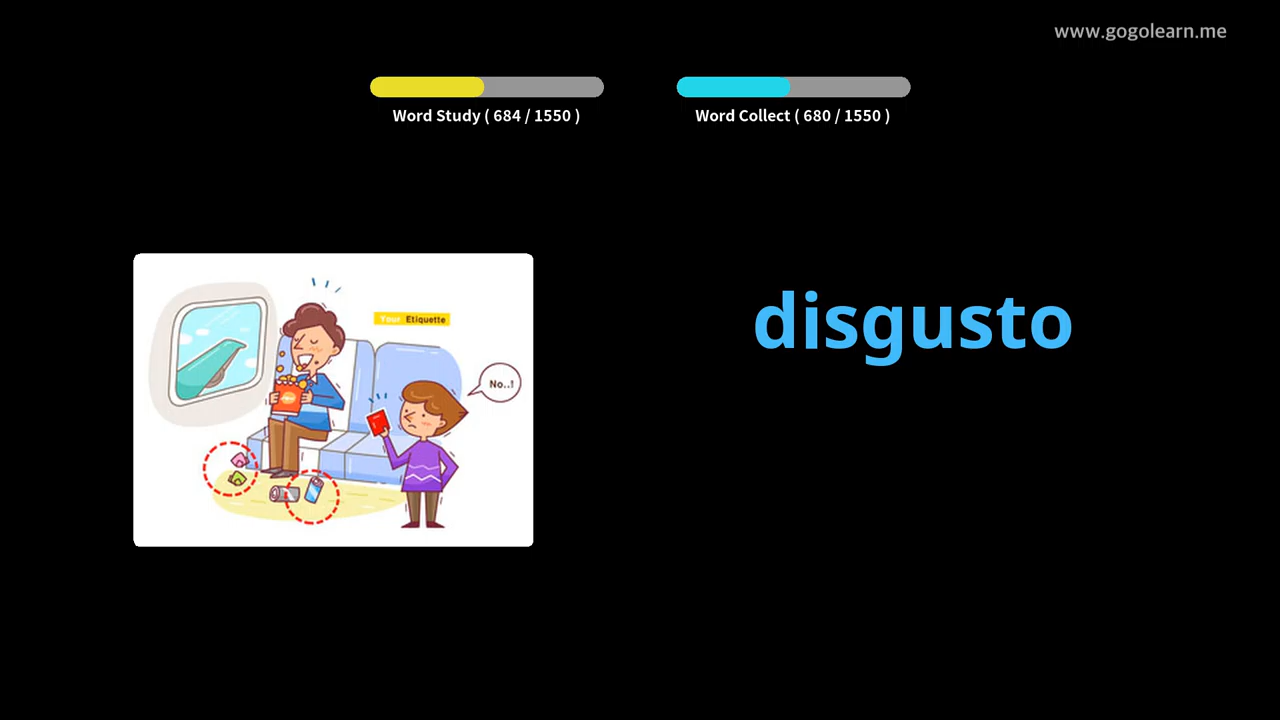 www.gogolearn.me
Word Study ( 684 / 1550 )
Word Collect ( 680 / 1550 )
disgusto
Your Etiquette
No..!